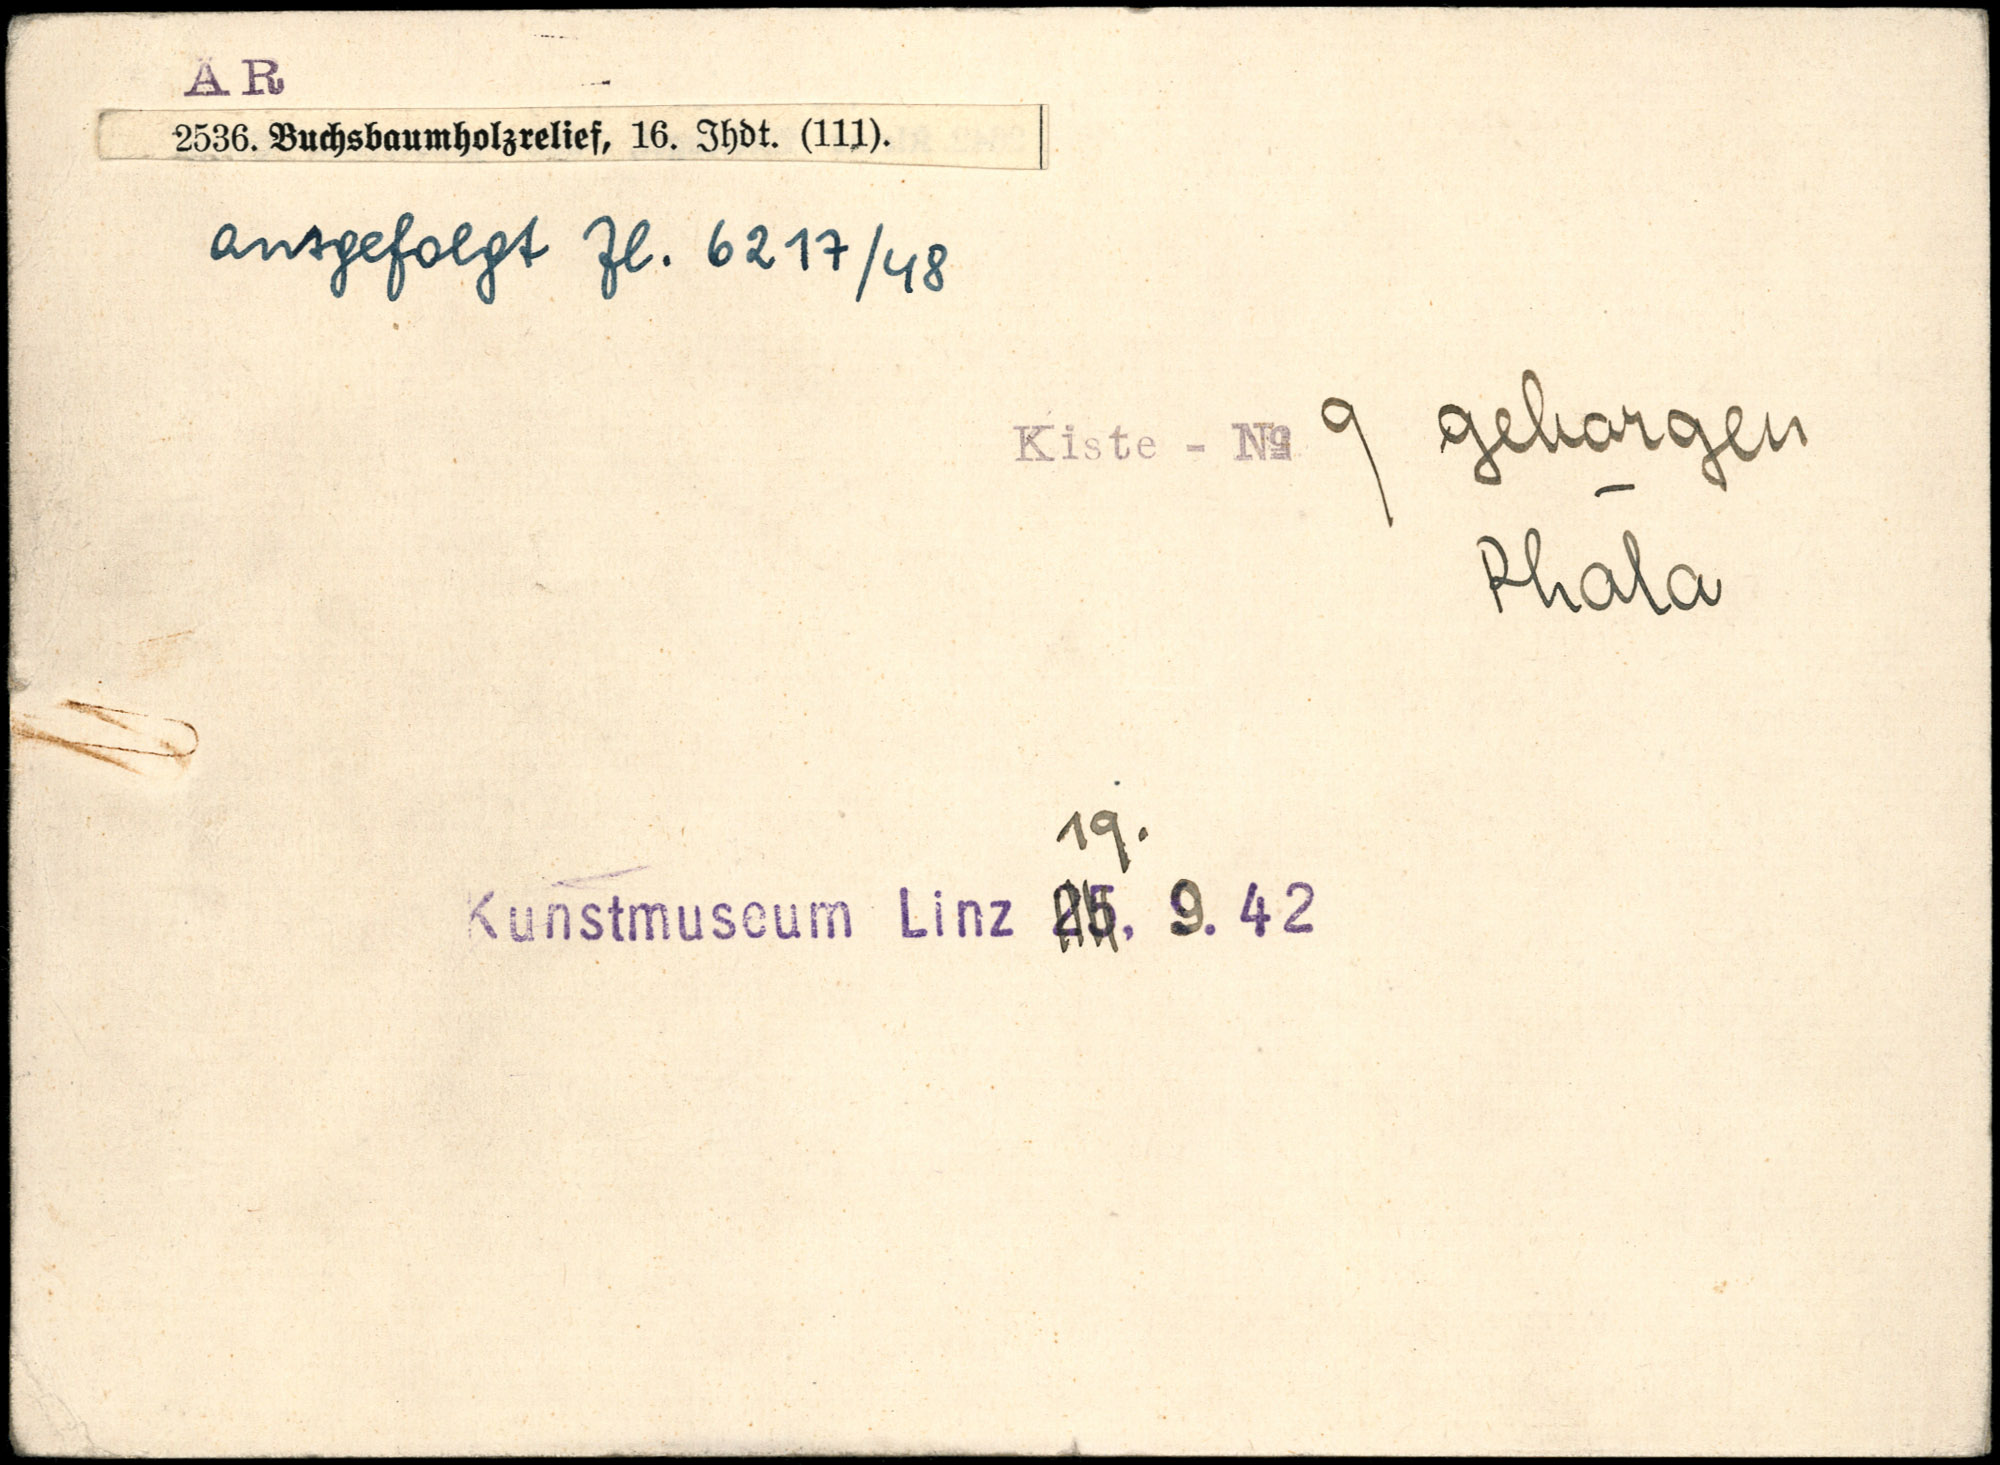 AR
2536. Buchsbaumholzrelief, 16. Jhdt. (111).
ausgefolgt Zl. 6217/48
Kiste - № 9 geborgen
Thala
19.
Kunstmuseum Linz 25. 9. 42